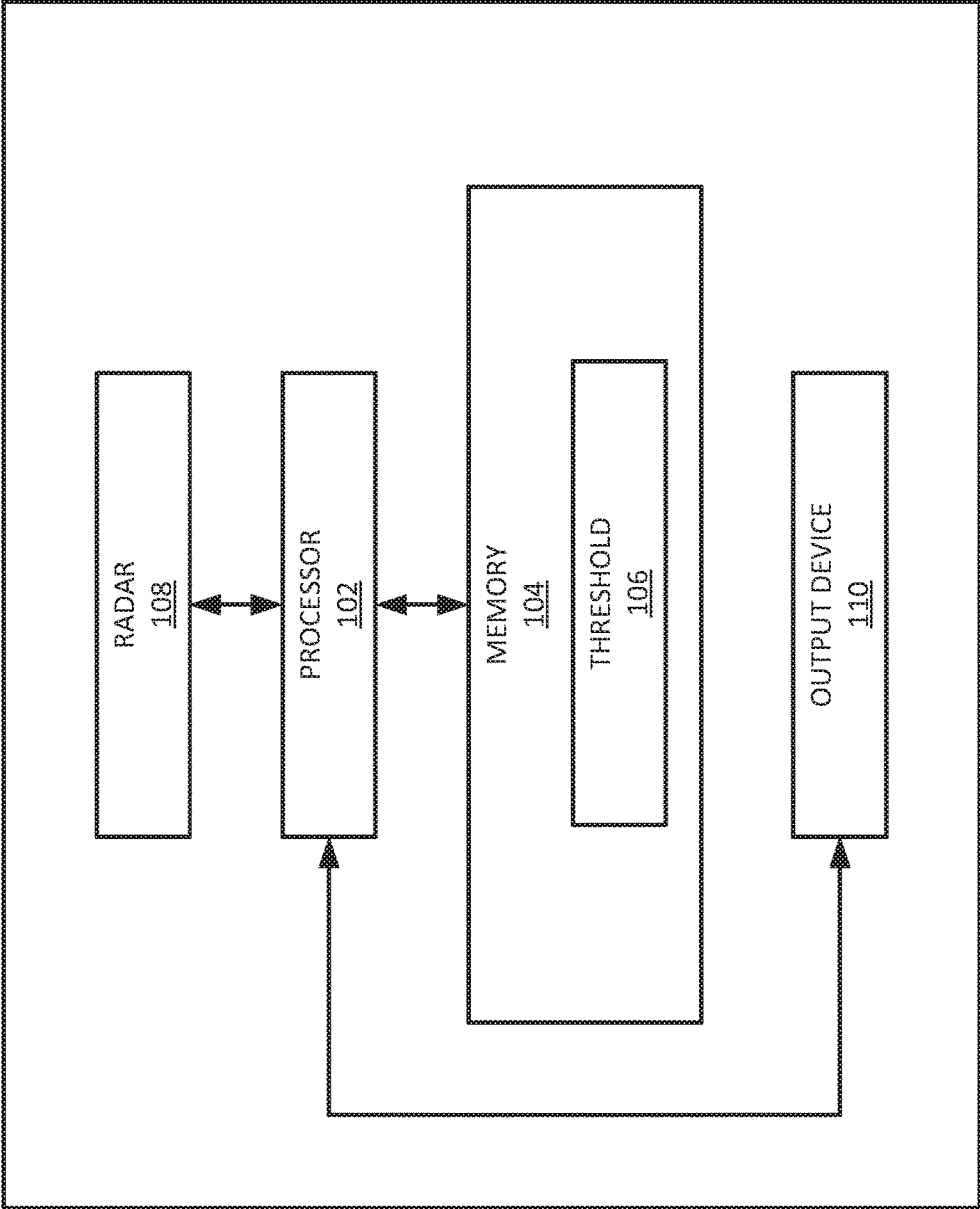 RADAR
108
PROCESSOR
102
MEMORY
104
THRESHOLD
106
OUTPUT DEVICE
110